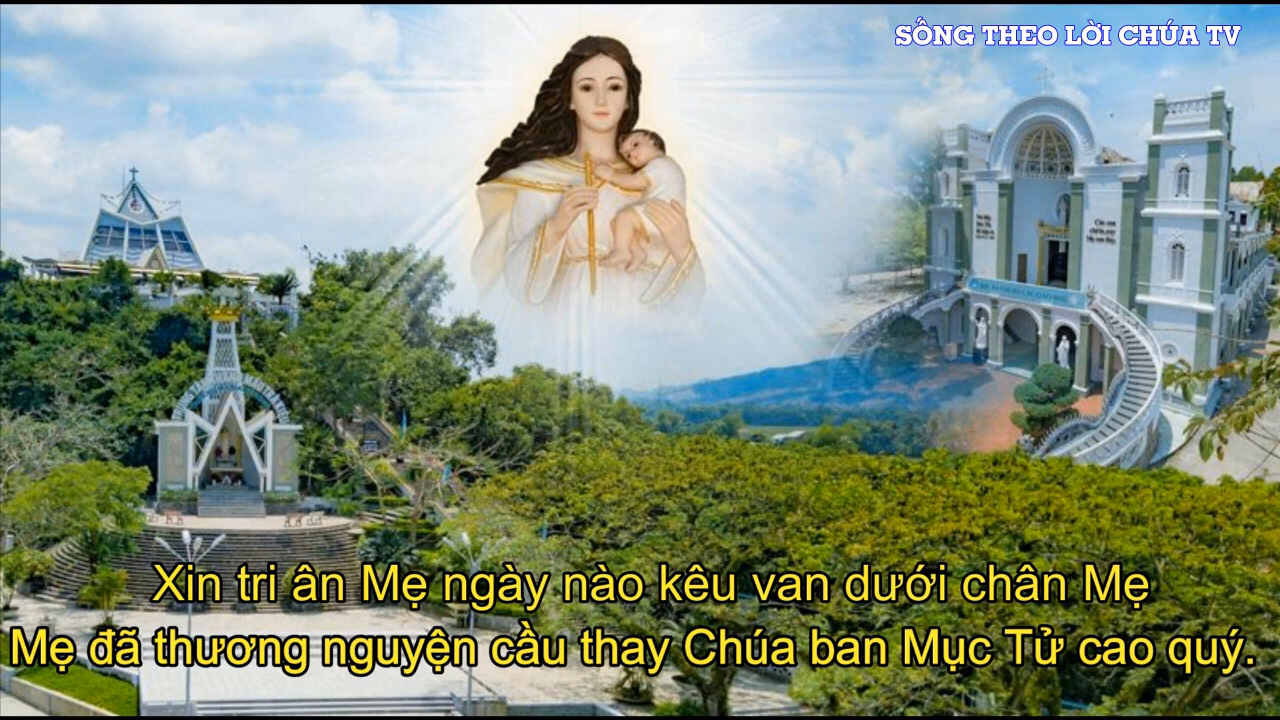 SỐNG THEO LỜI CHÚA TV
Xin tri ân Mẹ ngày nào kêu van dưới chân Mẹ
Mẹ đã thương nguyện cầu thay Chúa ban Mục Tử cao quý.